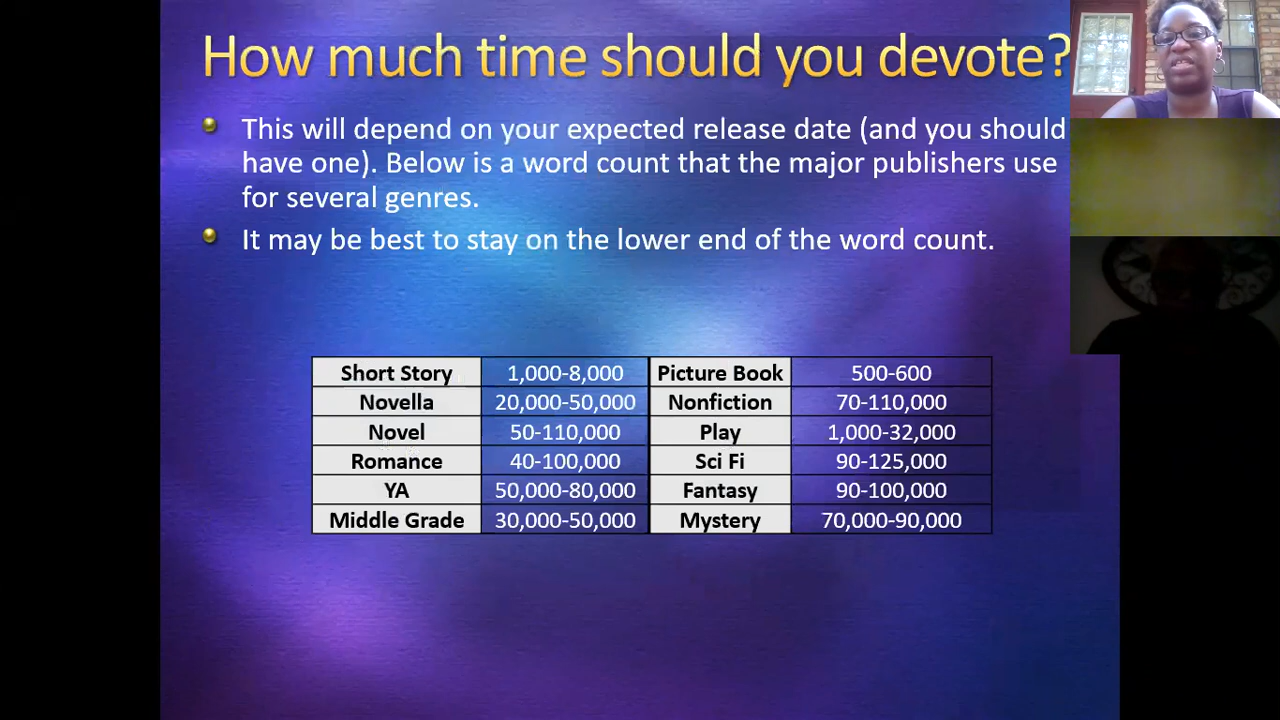 How much time should you devote?
This will depend on your expected release date (and you should
have one). Below is a word count that the major publishers use
for several genres.
It may be best to stay on the lower end of the word count.
Short Story 1,000-8,000 Picture Book 500-600
Novella 20,000-50,000 Nonfiction 70-110,000
Novel 50-110,000 Play 1,000-32,000
Romance 40-100,000 Sci Fi 90-125,000
YA 50,000-80,000 Fantasy 90-100,000
Middle Grade 30,000-50,000 Mystery 70,000-90,000